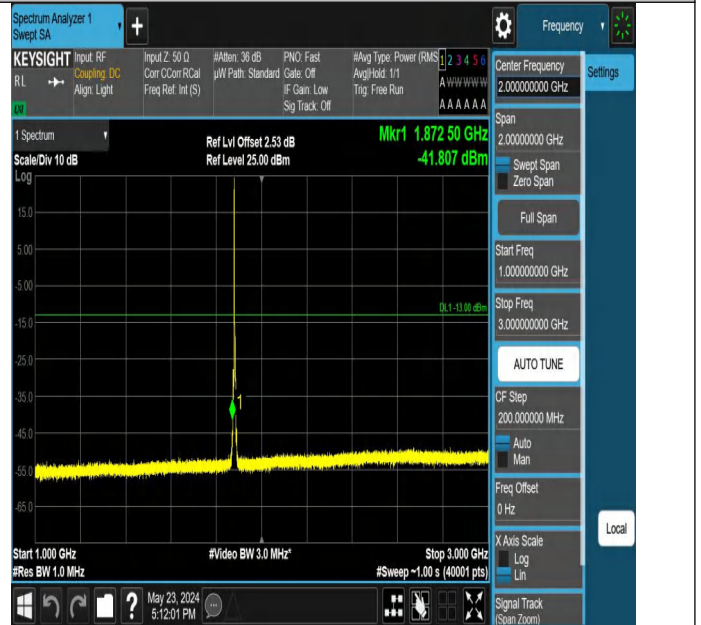 Spectrum Analyzer 1
Swept SA
+
Frequency
KEYSIGHT
Input: RF
Coupling: DC
Align: Light
Input Z: 50 Ω
Corr CCorr RCal
Freq Ref: Int (S)
#Atten: 36 dB
µW Path: Standard
PNO: Fast
Gate: Off
IF Gain: Low
Sig Track: Off
#Avg Type: Power (RMS
Avg|Hold: 1/1
Trig: Free Run
1 2 3 4 5 6
A W W W W W
A A A A A A
R L
LXI
1 Spectrum
Scale/Div 10 dB
Log
Ref Lvl Offset 2.53 dB
Ref Level 25.00 dBm
Mkr1 1.872 50 GHz
-41.807 dBm
15.0
5.00
-5.00
DL1 -13.00 dBm
-15.0
-25.0
-35.0
1
-45.0
-55.0
-65.0
Start 1.000 GHz
#Res BW 1.0 MHz
#Video BW 3.0 MHz*
Stop 3.000 GHz
#Sweep ~1.00 s (40001 pts)
?
May 23, 2024
5:12:01 PM
Center Frequency
2.000000000 GHz
Span
2.00000000 GHz
Swept Span
Zero Span
Full Span
Start Freq
1.000000000 GHz
Stop Freq
3.000000000 GHz
AUTO TUNE
CF Step
200.000000 MHz
Auto
Man
Freq Offset
0 Hz
X Axis Scale
Log
Lin
Signal Track
(Span Zoom)
Settings
Local